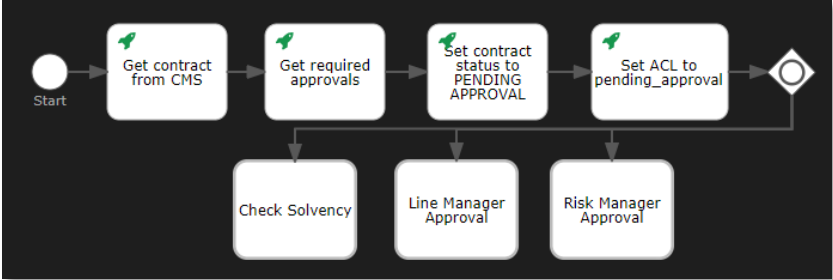 Start
Get contract
from CMS
Get required
approvals
Set contract
status to
PENDING
APPROVAL
Set ACL to
pending_approval
Check Solvency
Line Manager
Approval
Risk Manager
Approval